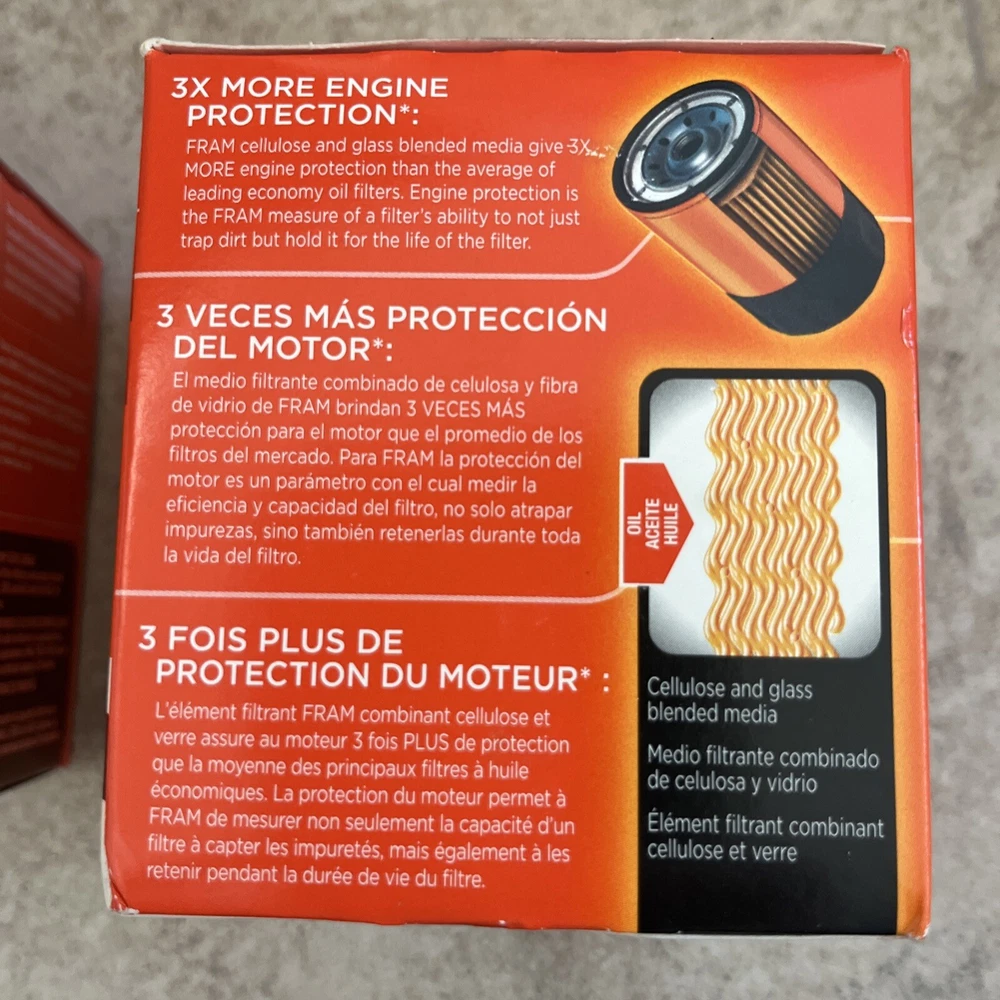 3X MORE ENGINE
PROTECTION*:
FRAM cellulose and glass blended media give 3X
MORE engine protection than the average of
leading economy oil filters. Engine protection is
the FRAM measure of a filter's ability to not just
trap dirt but hold it for the life of the filter.
3 VECES MÁS PROTECCIÓN
DEL MOTOR*:
El medio filtrante combinado de celulosa y fibra
de vidrio de FRAM brindan 3 VECES MÁS
protección para el motor que el promedio de los
filtros del mercado. Para FRAM la protección del
motor es un parámetro con el cual medir la
eficiencia y capacidad del filtro, no solo atrapar
impurezas, sino también retenerlas durante toda
la vida del filtro.
3 FOIS PLUS DE
PROTECTION DU MOTEUR* :
L'élément filtrant FRAM combinant cellulose et
verre assure au moteur 3 fois PLUS de protection
que la moyenne des principaux filtres à huile
économiques. La protection du moteur permet à
FRAM de mesurer non seulement la capacité d'un
filtre à capter les impuretés, mais également à les
retenir pendant la durée de vie du filtre.
OIL
ACEITE
HUILE
Cellulose and glass
blended media
Medio filtrante combinado
de celulosa y vidrio
Élément filtrant combinant
cellulose et verre